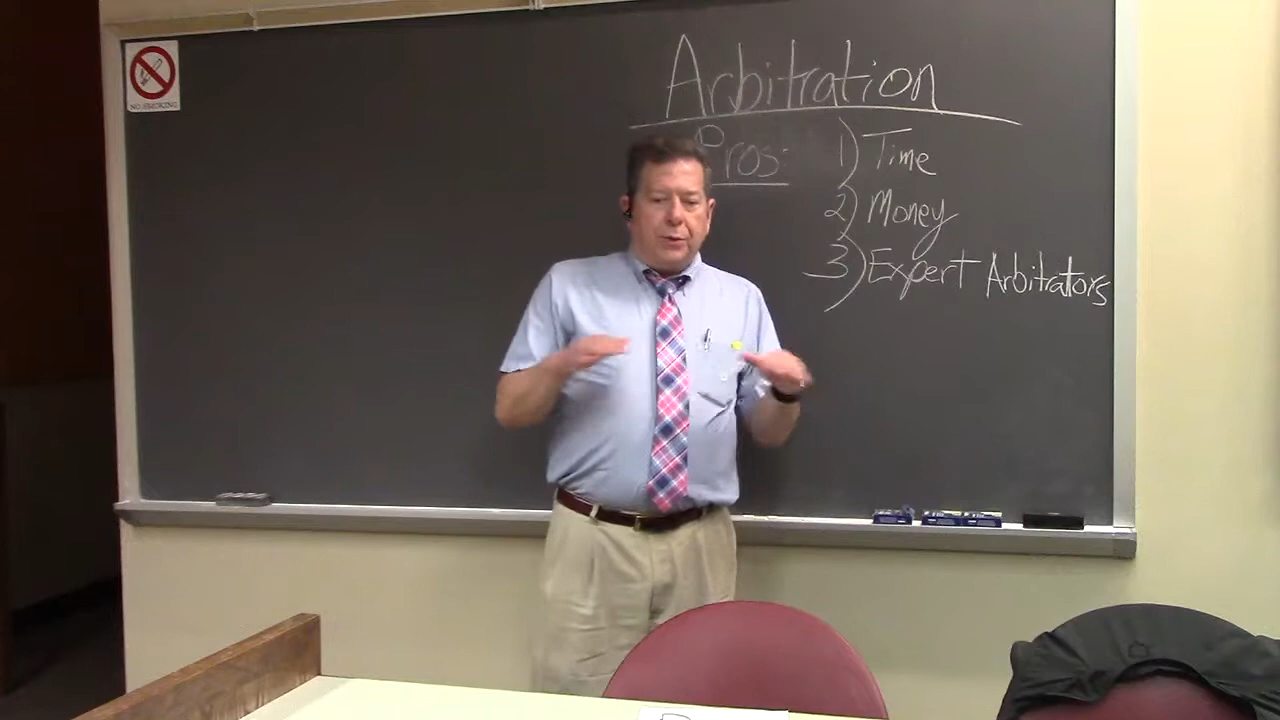 NO SMOKING
Arbitration
Pros: 1) Time
2) Money
3) Expert Arbitrators